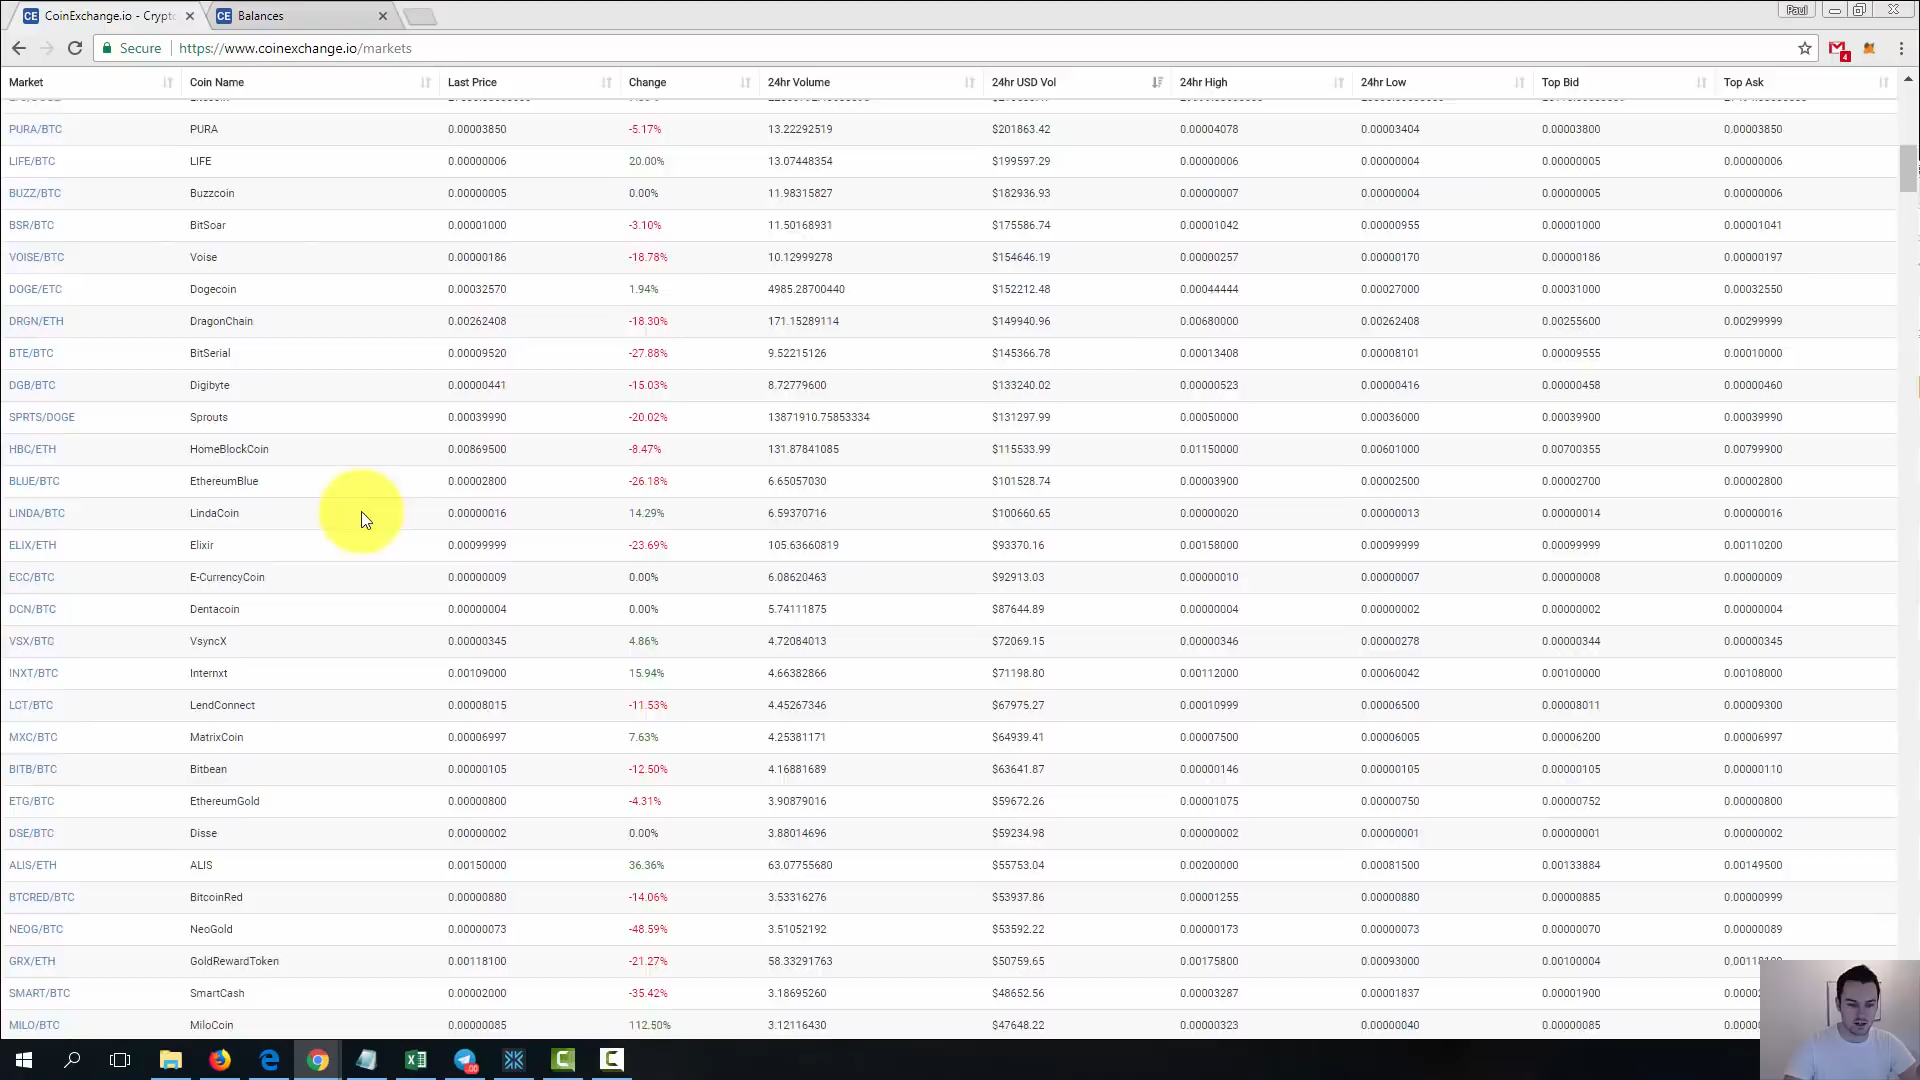 CoinExchange.io - Crypto
Balances
Paul
Secure https://www.coinexchange.io/markets
4
Market Coin Name Last Price Change 24hr Volume 24hr USD Vol 24hr High 24hr Low Top Bid Top Ask
PURA/BTC PURA 0.00003850 -5.17% 13.22292519 $201863.42 0.00004078 0.00003404 0.00003800 0.00003850
LIFE/BTC LIFE 0.00000006 20.00% 13.07448354 $199597.29 0.00000006 0.00000004 0.00000005 0.00000006
BUZZ/BTC Buzzcoin 0.00000005 0.00% 11.98315827 $182936.93 0.00000007 0.00000004 0.00000005 0.00000006
BSR/BTC BitSoar 0.00001000 -3.10% 11.50168931 $175586.74 0.00001042 0.00000955 0.00001000 0.00001041
VOISE/BTC Voise 0.00000186 -18.78% 10.12999278 $154646.19 0.00000257 0.00000170 0.00000186 0.00000197
DOGE/ETC Dogecoin 0.00032570 1.94% 4985.28700440 $152212.48 0.00044444 0.00027000 0.00031000 0.00032550
DRGN/ETH DragonChain 0.00262408 -18.30% 171.15289114 $149940.96 0.00680000 0.00262408 0.00255600 0.00299999
BTE/BTC BitSerial 0.00009520 -27.88% 9.52215126 $145366.78 0.00013408 0.00008101 0.00009555 0.00010000
DGB/BTC Digibyte 0.00000441 -15.03% 8.72779600 $133240.02 0.00000523 0.00000416 0.00000458 0.00000460
SPRTS/DOGE Sprouts 0.00039990 -20.02% 13871910.75853334 $131297.99 0.00050000 0.00036000 0.00039900 0.00039990
HBC/ETH HomeBlockCoin 0.00869500 -8.47% 131.87841085 $115533.99 0.01150000 0.00601000 0.00700355 0.00799900
BLUE/BTC EthereumBlue 0.00002800 -26.18% 6.65057030 $101528.74 0.00003900 0.00002500 0.00002700 0.00002800
LINDA/BTC LindaCoin 0.00000016 14.29% 6.59370716 $100660.65 0.00000020 0.00000013 0.00000014 0.00000016
ELIX/ETH Elixir 0.00099999 -23.69% 105.63660819 $93370.16 0.00158000 0.00099999 0.00099999 0.00110200
ECC/BTC E-CurrencyCoin 0.00000009 0.00% 6.08620463 $92913.03 0.00000010 0.00000007 0.00000008 0.00000009
DCN/BTC Dentacoin 0.00000004 0.00% 5.74111875 $87644.89 0.00000004 0.00000002 0.00000002 0.00000004
VSX/BTC VsyncX 0.00000345 4.86% 4.72084013 $72069.15 0.00000346 0.00000278 0.00000344 0.00000345
INXT/BTC Internxt 0.00109000 15.94% 4.66382866 $71198.80 0.00112000 0.00060042 0.00100000 0.00108000
LCT/BTC LendConnect 0.00008015 -11.53% 4.45267346 $67975.27 0.00010999 0.00006500 0.00008011 0.00009300
MXC/BTC MatrixCoin 0.00006997 7.63% 4.25381171 $64939.41 0.00007500 0.00006005 0.00006200 0.00006997
BITB/BTC Bitbean 0.00000105 -12.50% 4.16881689 $63641.87 0.00000146 0.00000105 0.00000105 0.00000110
ETG/BTC EthereumGold 0.00000800 -4.31% 3.90879016 $59672.26 0.00001075 0.00000750 0.00000752 0.00000800
DSE/BTC Disse 0.00000002 0.00% 3.88014696 $59234.98 0.00000002 0.00000001 0.00000001 0.00000002
ALIS/ETH ALIS 0.00150000 36.36% 63.07755680 $55753.04 0.00200000 0.00081500 0.00133884 0.00149500
BTCRED/BTC BitcoinRed 0.00000880 -14.06% 3.53316276 $53937.86 0.00001255 0.00000880 0.00000885 0.00000999
NEOG/BTC NeoGold 0.00000073 -48.59% 3.51052192 $53592.22 0.00000173 0.00000073 0.00000070 0.00000089
GRX/ETH GoldRewardToken 0.00118100 -21.27% 58.33291763 $50759.65 0.00175800 0.00093000 0.00100004
SMART/BTC SmartCash 0.00002000 -35.42% 3.18695260 $48652.56 0.00003287 0.00001837 0.00001900
MILO/BTC MiloCoin 0.00000085 112.50% 3.12116430 $47648.22 0.00000323 0.00000040 0.00000085